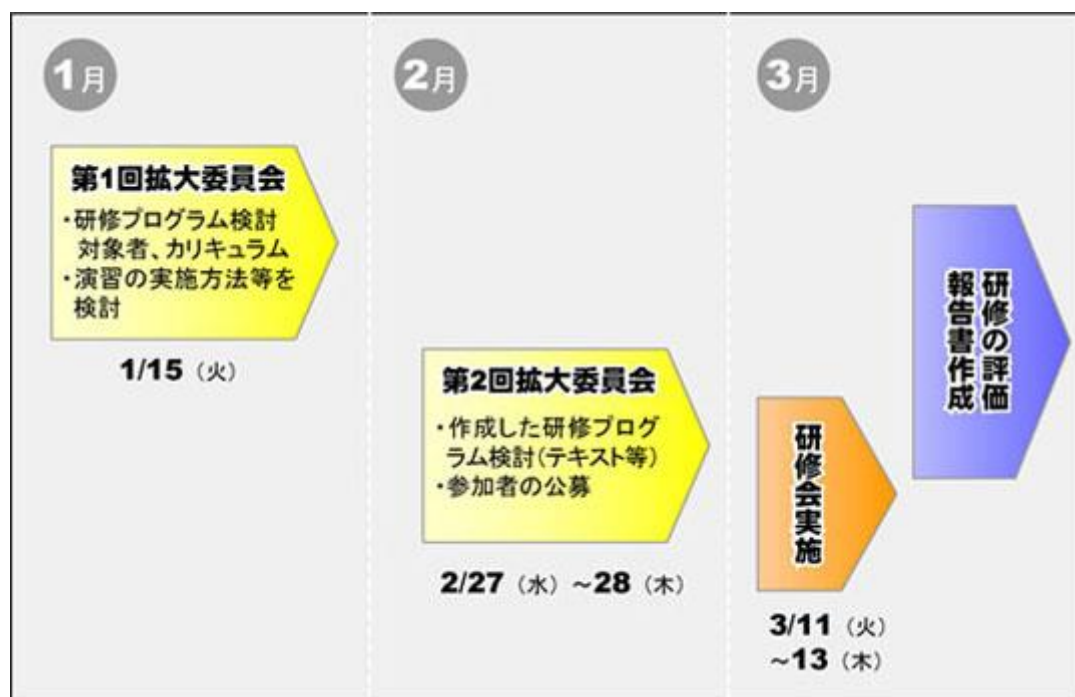 1月
第1回拡大委員会
・研修プログラム検討
対象者、カリキュラム
・演習の実施方法等を
検討
1/15（火）
2月
第2回拡大委員会
・作成した研修プログ
ラム検討(テキスト等)
・参加者の公募
2/27（水）～28（木）
3月
研修会実施
3/11（火）
～13（木）
研修の評価
報告書作成